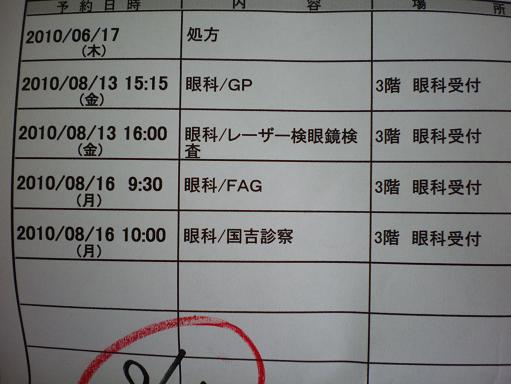 予約日時 内容 場所
2010/06/17 処方
(木)
2010/08/13 15:15 眼科/GP 3階 眼科受付
(金)
2010/08/13 16:00 眼科/レーザー検眼鏡検 3階 眼科受付
(金) 査
2010/08/16 9:30 眼科/FAG 3階 眼科受付
(月)
2010/08/16 10:00 眼科/国吉診察 3階 眼科受付
(月)